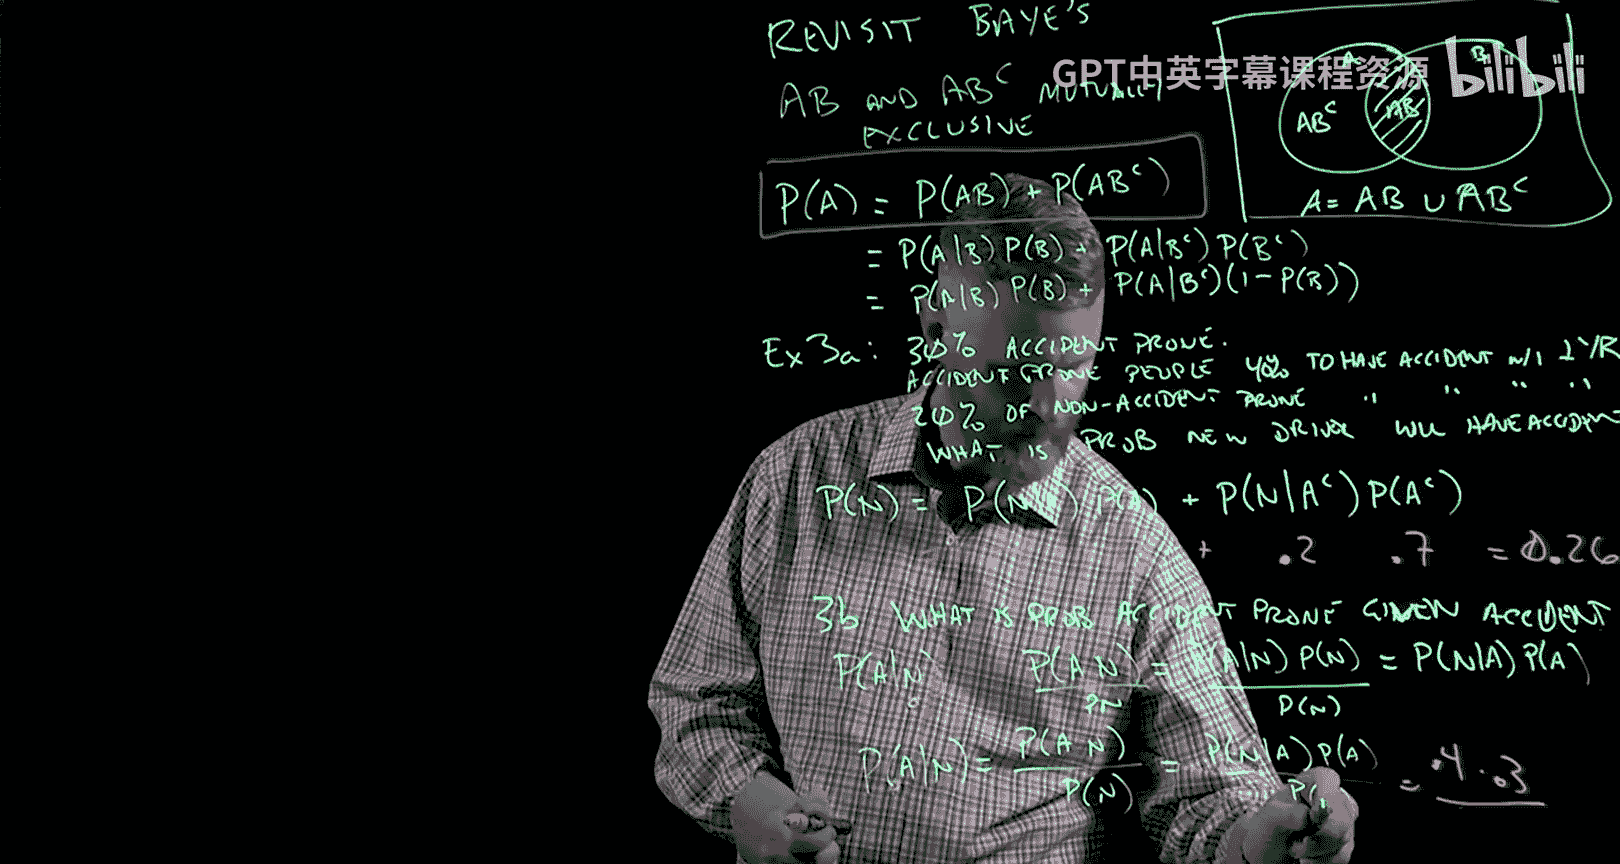 REVISIT BAYE'S
AB AND AB^C MUTUALLY
EXCLUSIVE
GPT中英字幕课程资源 bilibili
A B
AB^C AB
A = AB ∪ AB^C
P(A) = P(AB) + P(AB^C)
= P(A|B) P(B) + P(A|B^C) P(B^C)
= P(A|B) P(B) + P(A|B^C)(1 - P(B))
Ex 3a: 30% ACCIDENT PRONE.
ACCIDENT PRONE PEOPLE 40% TO HAVE ACCIDENT W/I 1 YR
20% OF NON-ACCIDENT PRONE " " " "
WHAT IS PROB NEW DRIVER WILL HAVE ACCIDEN
P(N) = P(N|A) P(A) + P(N|A^C) P(A^C)
+ .2 .7 = 0.26
3b WHAT IS PROB ACCIDENT PRONE GIVEN ACCIDENT
P(A|N) P(A N) / PN = P(A|N) P(N) / P(N) = P(N|A) P(A)
P(A|N) = P(A N) / P(N) = P(N|A) P(A) / P( = .4 · .3